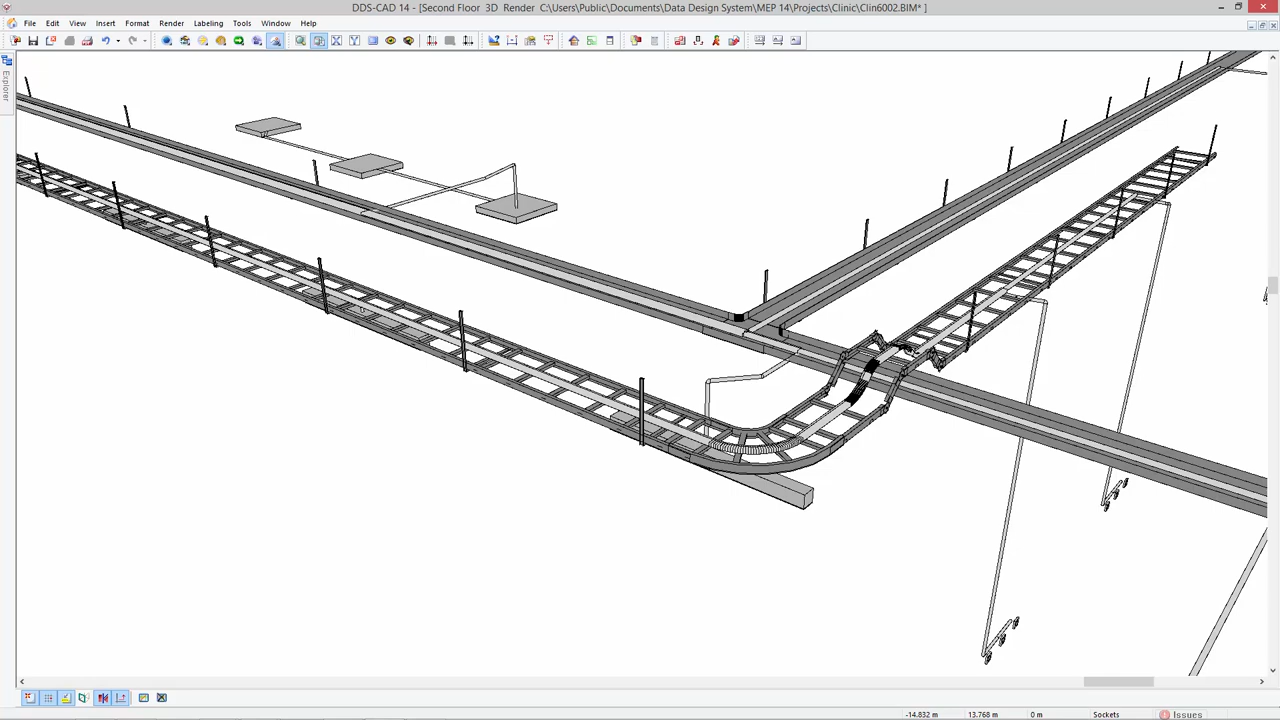 DDS-CAD 14 - [Second Floor  3D  Render  C:\Users\Public\Documents\Data Design System\MEP 14\Projects\Clinic\Clin6002.BIM* ]
File Edit View Insert Format Render Labeling Tools Window Help
Explorer
-14.832 m 13.768 m 0 m Sockets Issues